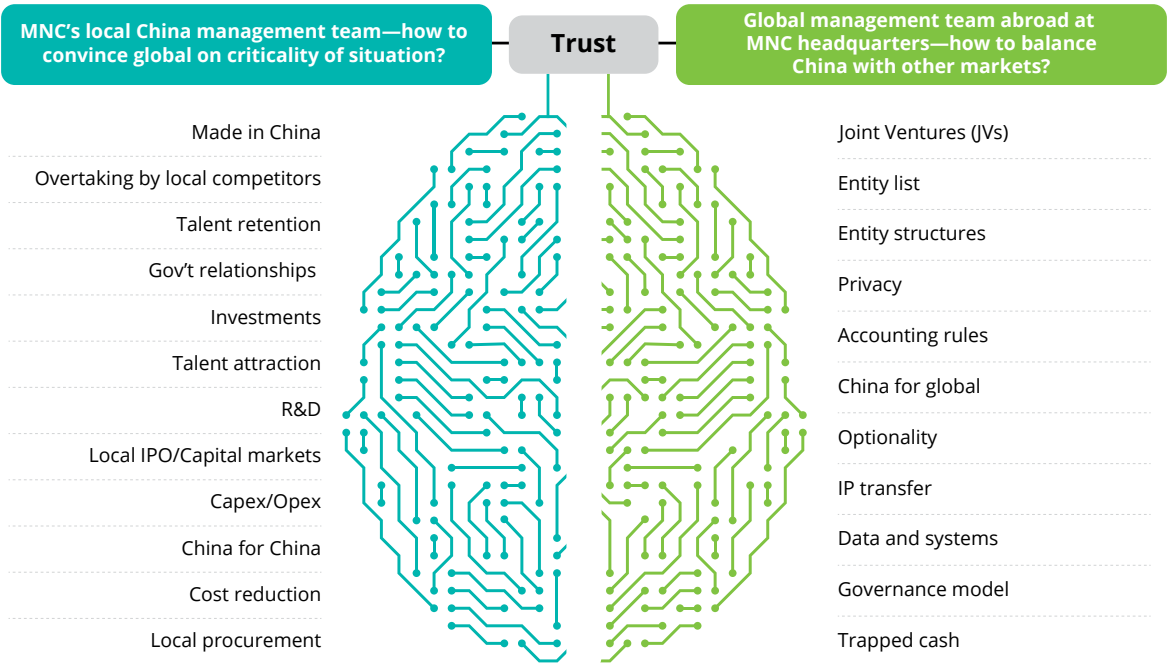 MNC’s local China management team—how to
convince global on criticality of situation?
Trust
Global management team abroad at
MNC headquarters—how to balance
China with other markets?
Made in China
Overtaking by local competitors
Talent retention
Gov’t relationships
Investments
Talent attraction
R&D
Local IPO/Capital markets
Capex/Opex
China for China
Cost reduction
Local procurement
Joint Ventures (JVs)
Entity list
Entity structures
Privacy
Accounting rules
China for global
Optionality
IP transfer
Data and systems
Governance model
Trapped cash